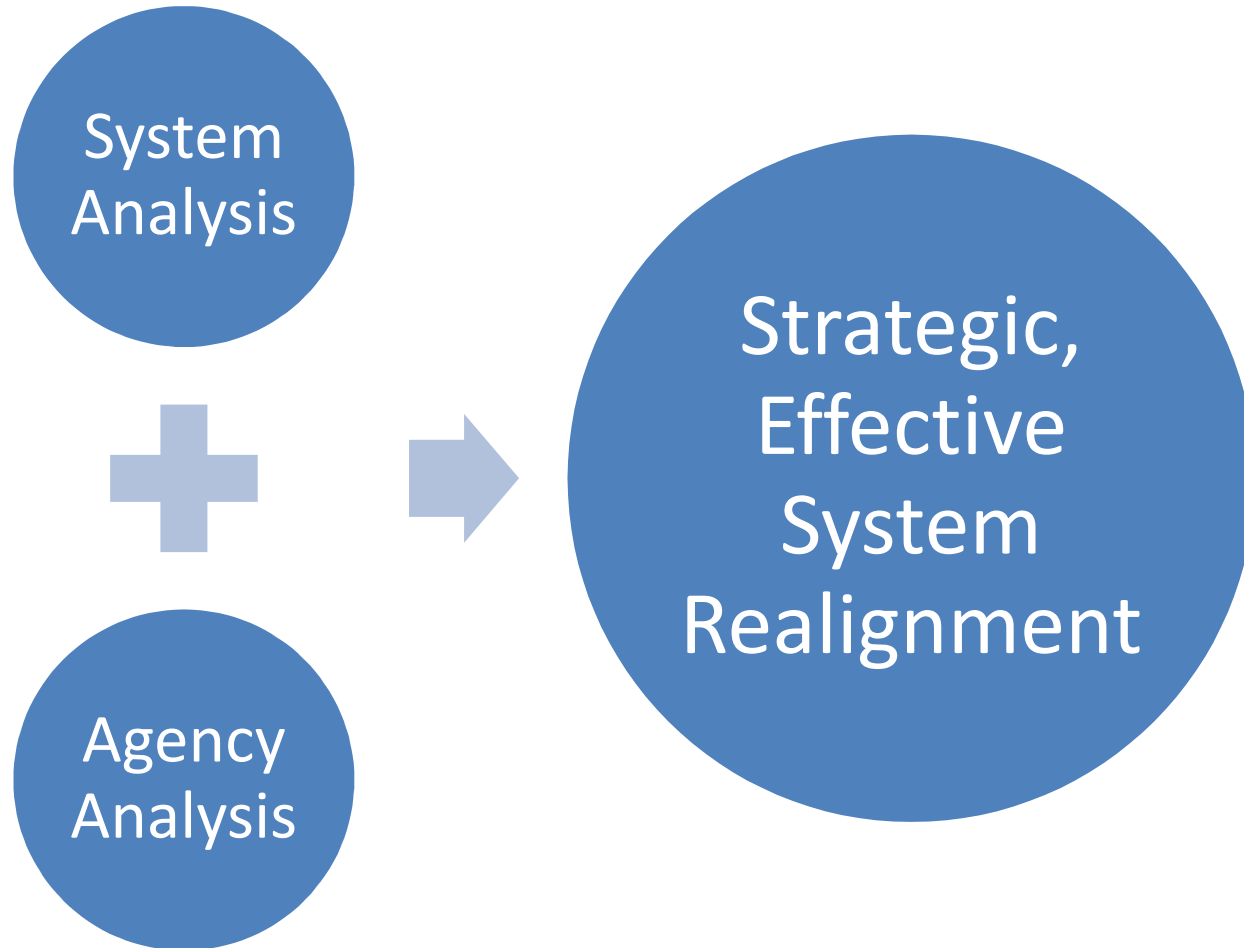 System
Analysis
Agency
Analysis
Strategic,
Effective
System
Realignment